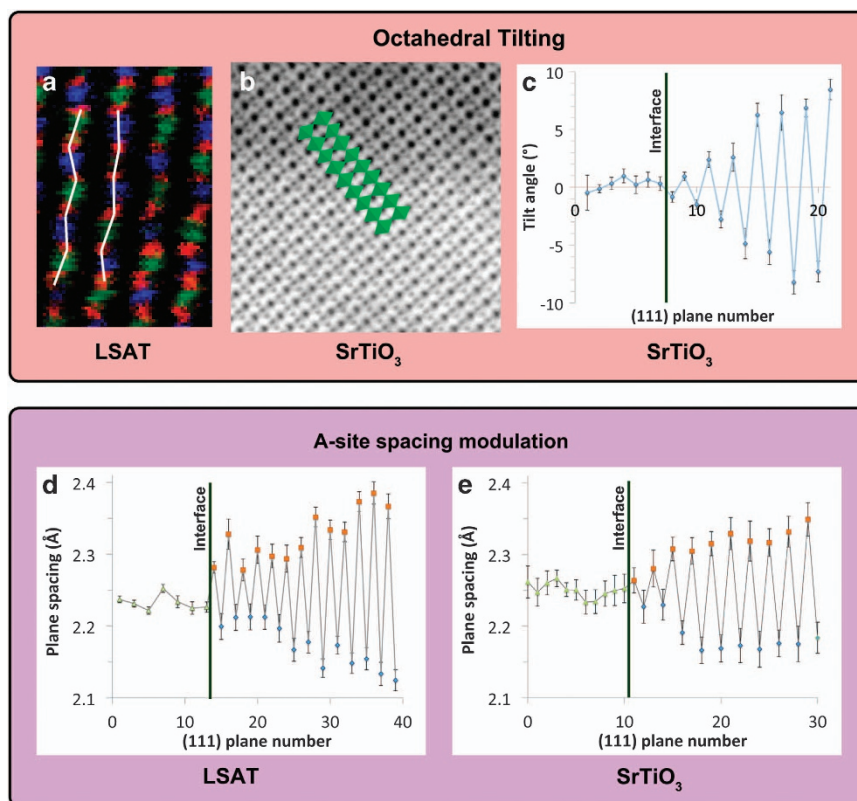 Octahedral Tilting
a
b
c
10
5
0
-5
-10
Tilt angle (°)
Interface
0
10
20
(111) plane number
LSAT
SrTiO₃
SrTiO₃
A-site spacing modulation
d
2.4
2.3
2.2
2.1
Plane spacing (Å)
Interface
0
10
20
30
40
(111) plane number
LSAT
e
2.4
2.3
2.2
2.1
Plane spacing (Å)
Interface
0
10
20
30
(111) plane number
SrTiO₃